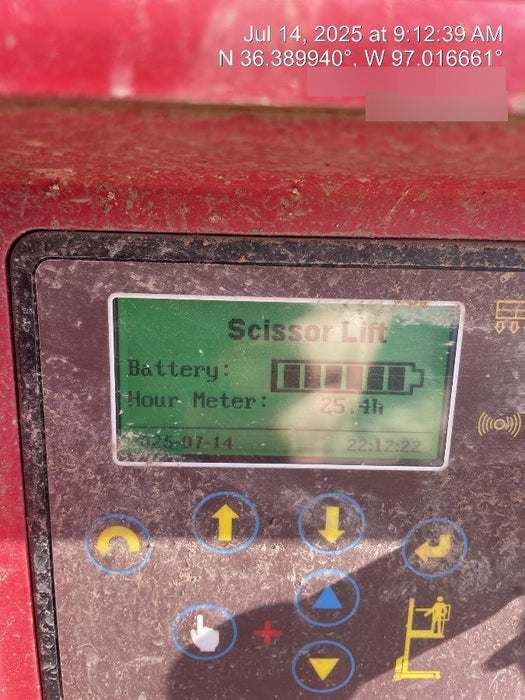 Jul 14, 2025 at 9:12:39 AM
N 36.389940°, W 97.016661°
Scissor Lift
Battery:
Hour Meter: 25.4h
2025-07-14 22:12:22